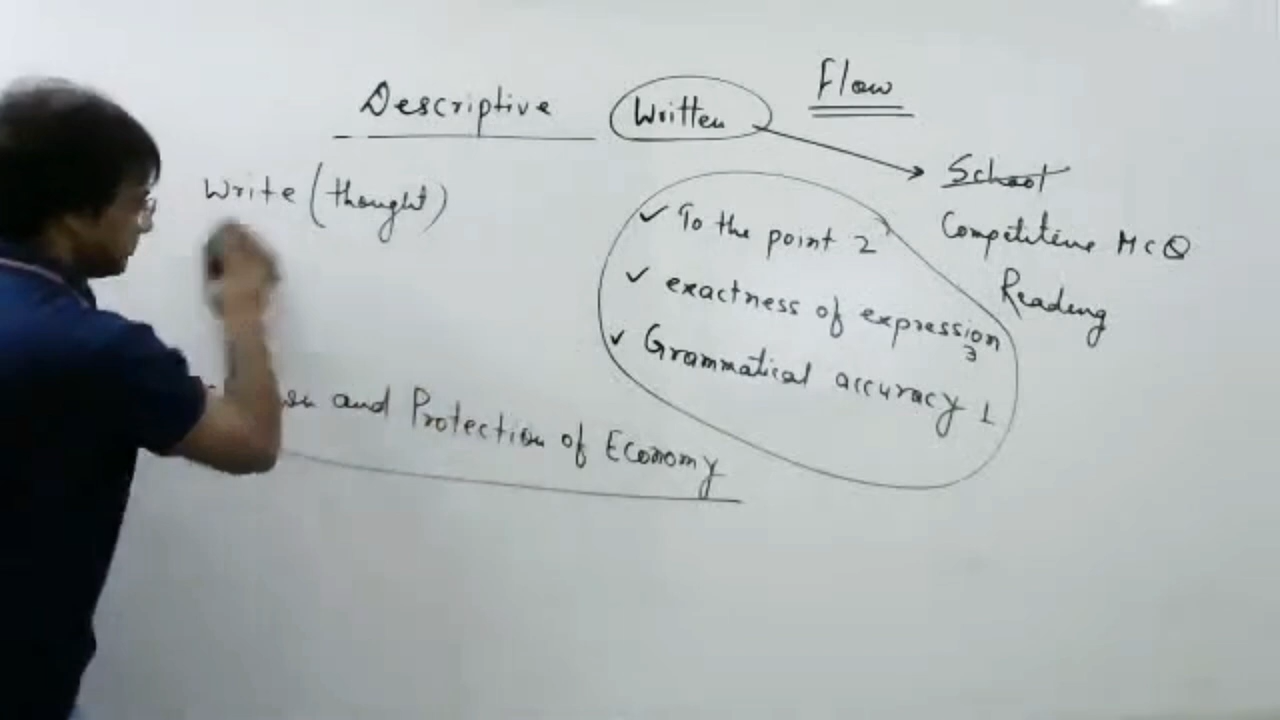 Flow
Descriptive Written
School
Write (thought)
To the point 2
Competitive McQ
exactness of expression 3
Reading
Grammatical accuracy 1
and Protection of Economy